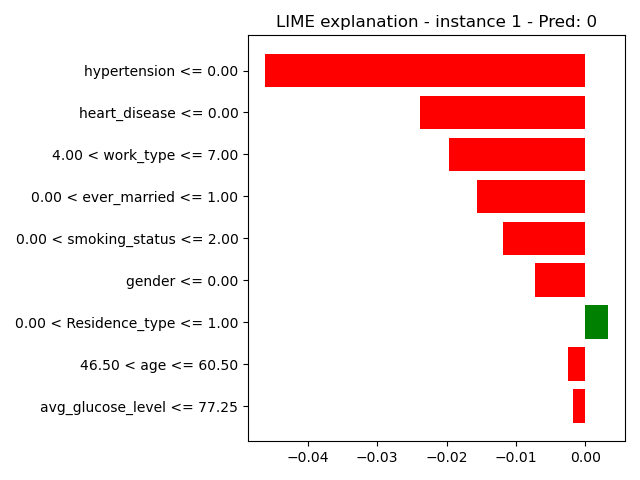 LIME explanation - instance 1 - Pred: 0
hypertension <= 0.00
heart_disease <= 0.00
4.00 < work_type <= 7.00
0.00 < ever_married <= 1.00
0.00 < smoking_status <= 2.00
gender <= 0.00
0.00 < Residence_type <= 1.00
46.50 < age <= 60.50
avg_glucose_level <= 77.25
−0.04 −0.03 −0.02 −0.01 0.00